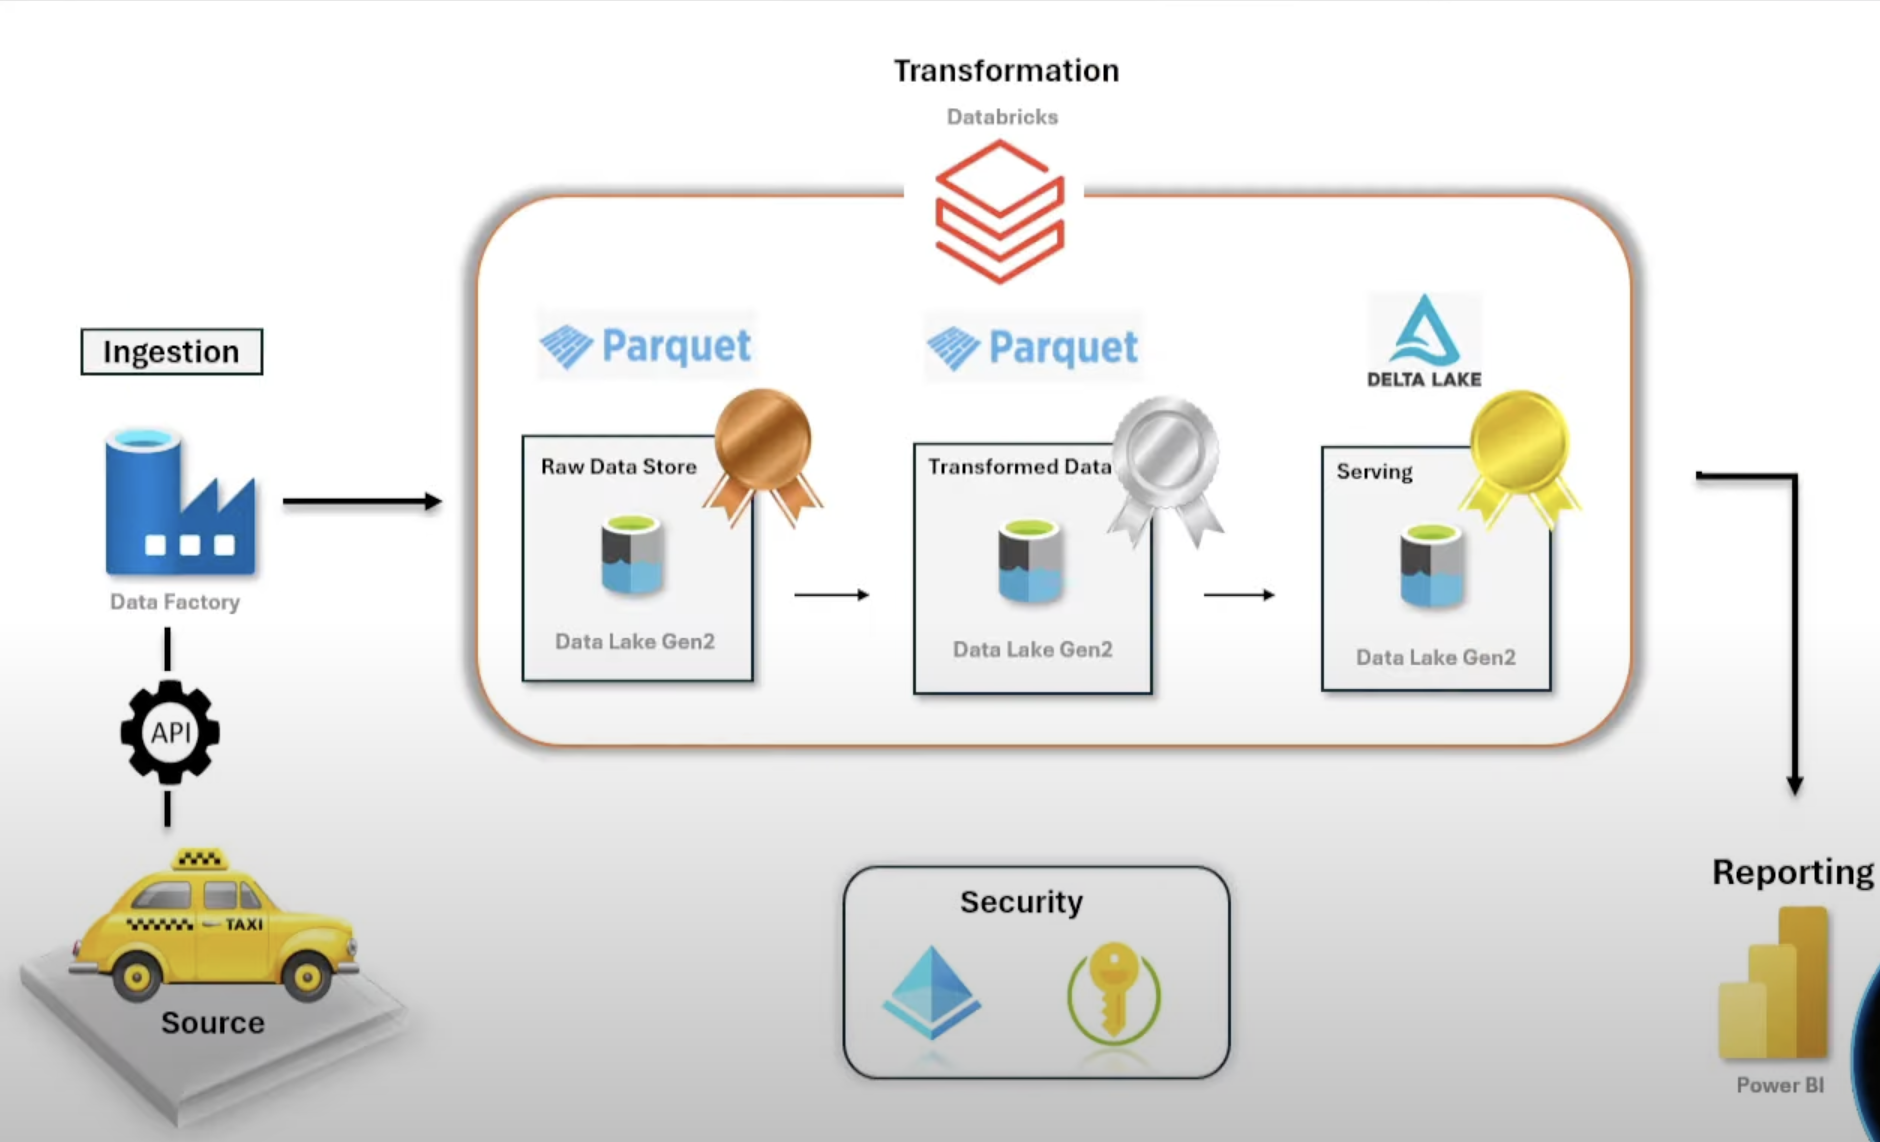 Transformation
Databricks
Ingestion
Parquet
Parquet
DELTA LAKE
Raw Data Store
Transformed Data
Serving
Data Factory
Data Lake Gen2
Data Lake Gen2
Data Lake Gen2
API
TAXI
Source
Security
Reporting
Power BI